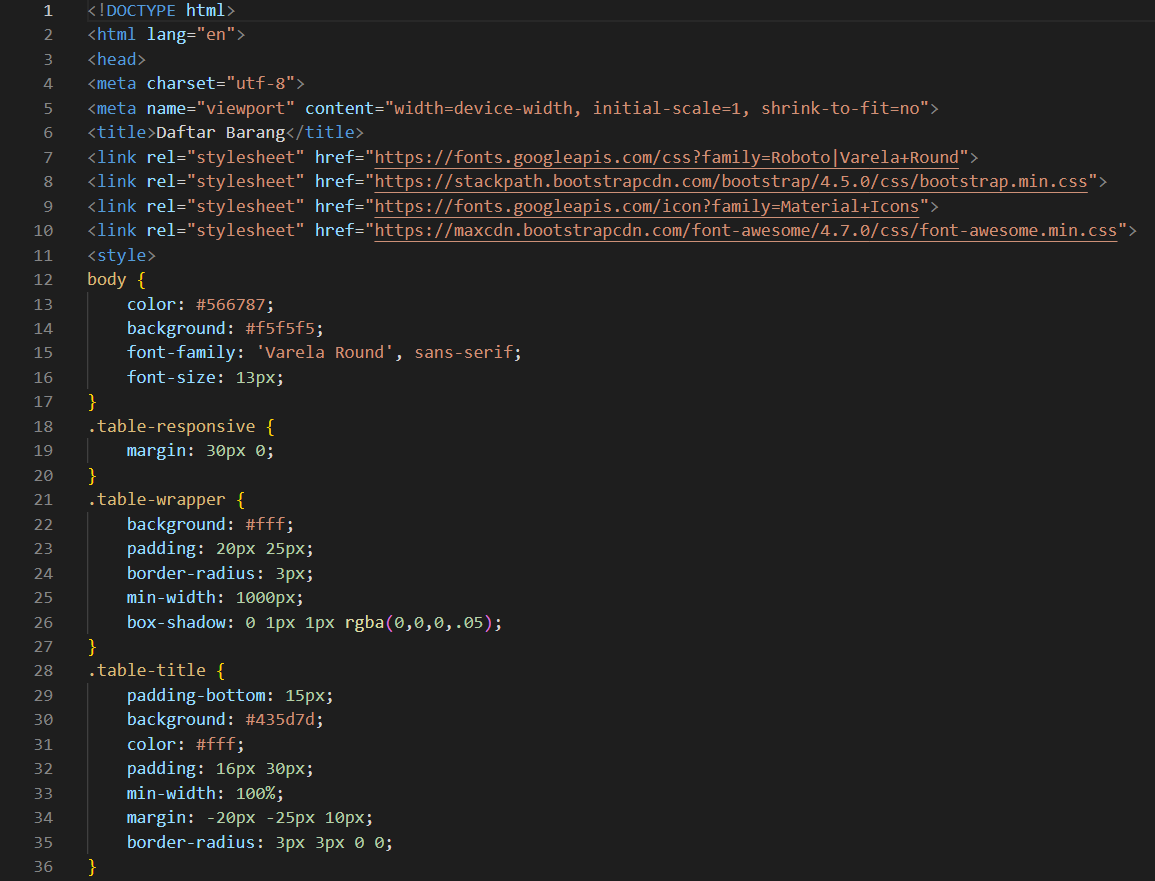 1 <!DOCTYPE html>
2 <html lang="en">
3 <head>
4 <meta charset="utf-8">
5 <meta name="viewport" content="width=device-width, initial-scale=1, shrink-to-fit=no">
6 <title>Daftar Barang</title>
7 <link rel="stylesheet" href="https://fonts.googleapis.com/css?family=Roboto|Varela+Round">
8 <link rel="stylesheet" href="https://stackpath.bootstrapcdn.com/bootstrap/4.5.0/css/bootstrap.min.css">
9 <link rel="stylesheet" href="https://fonts.googleapis.com/icon?family=Material+Icons">
10 <link rel="stylesheet" href="https://maxcdn.bootstrapcdn.com/font-awesome/4.7.0/css/font-awesome.min.css">
11 <style>
12 body {
13     color: #566787;
14     background: #f5f5f5;
15     font-family: 'Varela Round', sans-serif;
16     font-size: 13px;
17 }
18 .table-responsive {
19     margin: 30px 0;
20 }
21 .table-wrapper {
22     background: #fff;
23     padding: 20px 25px;
24     border-radius: 3px;
25     min-width: 1000px;
26     box-shadow: 0 1px 1px rgba(0,0,0,.05);
27 }
28 .table-title {
29     padding-bottom: 15px;
30     background: #435d7d;
31     color: #fff;
32     padding: 16px 30px;
33     min-width: 100%;
34     margin: -20px -25px 10px;
35     border-radius: 3px 3px 0 0;
36 }